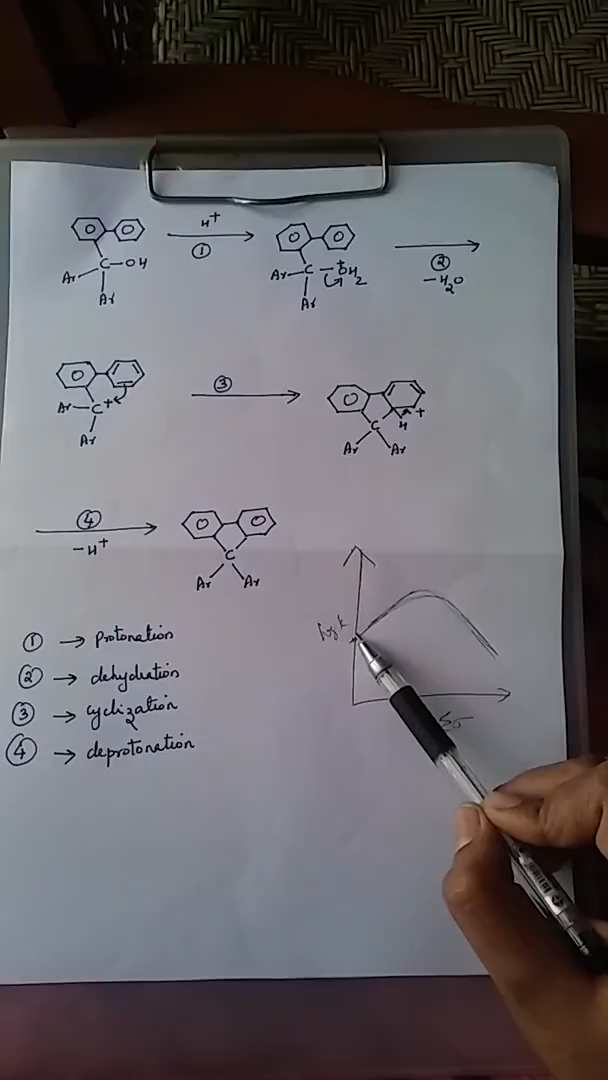 H+
C-OH
①
Ar
Ar
C-+OH2
Ar
Ar
②
-H2O
③
Ar-C+
Ar
C
H
+
Ar
Ar
④
-H+
C
Ar
Ar
log k
Σσ
① → protonation
② → dehydration
③ → cyclization
④ → deprotonation